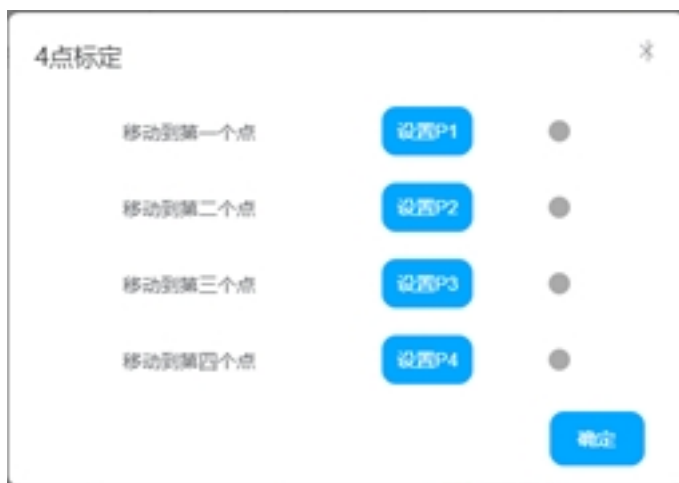 4点标定
移动到第一个点 设置P1
移动到第二个点 设置P2
移动到第三个点 设置P3
移动到第四个点 设置P4
确定